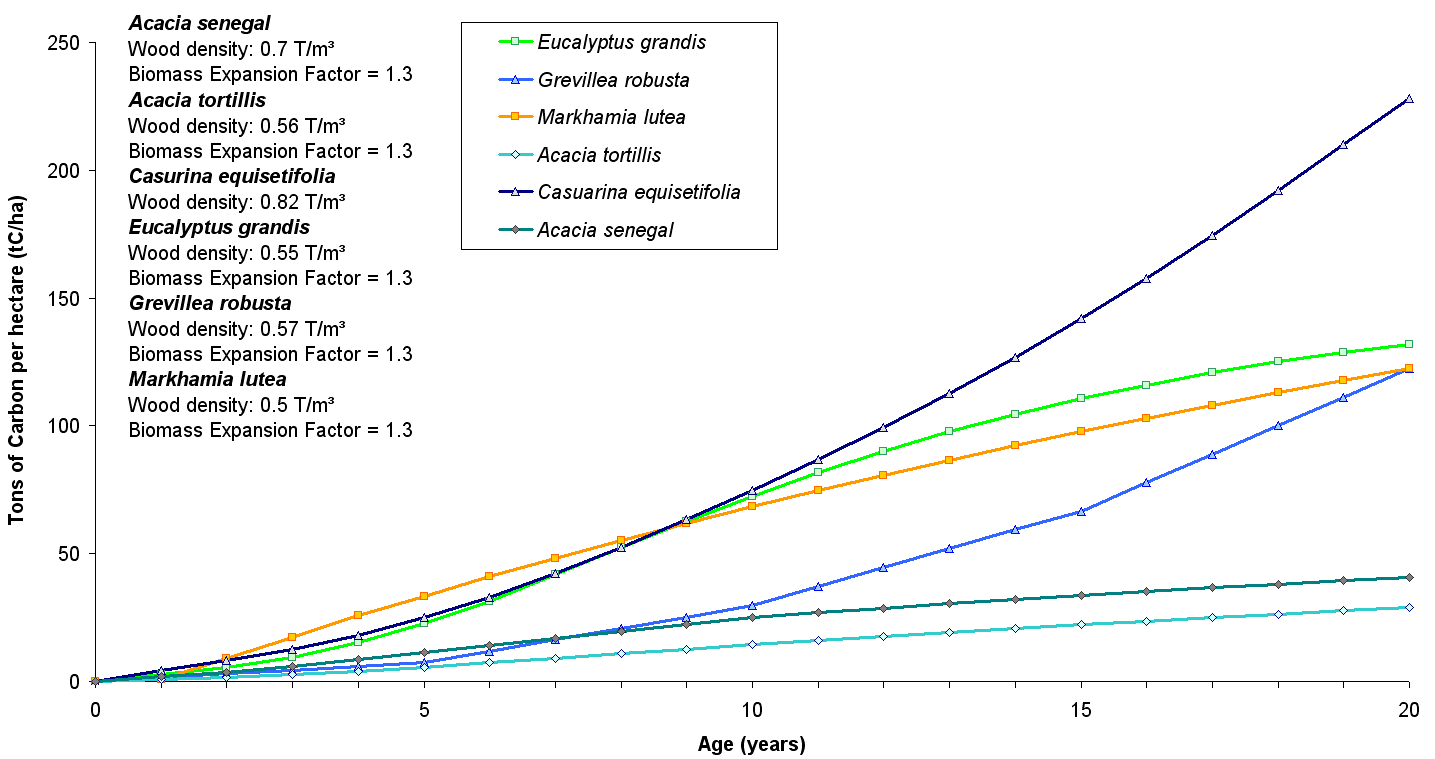 Acacia senegal
Wood density: 0.7 T/m³
Biomass Expansion Factor = 1.3
Acacia tortillis
Wood density: 0.56 T/m³
Biomass Expansion Factor = 1.3
Casurina equisetifolia
Wood density: 0.82 T/m³
Eucalyptus grandis
Wood density: 0.55 T/m³
Biomass Expansion Factor = 1.3
Grevillea robusta
Wood density: 0.57 T/m³
Biomass Expansion Factor = 1.3
Markhamia lutea
Wood density: 0.5 T/m³
Biomass Expansion Factor = 1.3
Eucalyptus grandis
Grevillea robusta
Markhamia lutea
Acacia tortillis
Casuarina equisetifolia
Acacia senegal
Tons of Carbon per hectare (tC/ha)
250
200
150
100
50
0
0 5 10 15 20
Age (years)